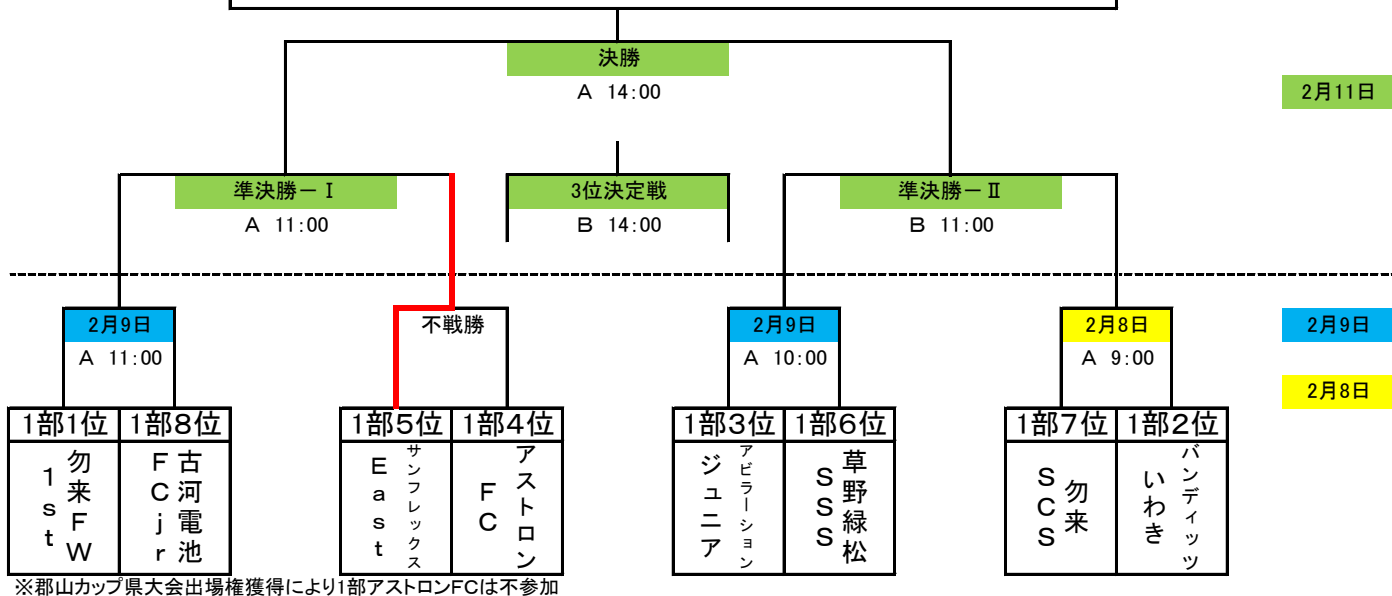 決勝
A 14:00
2月11日
準決勝－Ⅰ
3位決定戦
準決勝－Ⅱ
A 11:00
B 14:00
B 11:00
2月9日
不戦勝
2月9日
2月8日
2月9日
A 11:00
A 10:00
A 9:00
2月8日
1部1位
1部8位
1部5位
1部4位
1部3位
1部6位
1部7位
1部2位
勿来FW
1st
古河電池
FCjr
サンフレックス
East
アストロン
FC
アビラーション
ジュニア
草野緑松
SSS
勿来
SCS
バンディッツ
いわき
※郡山カップ県大会出場権獲得により1部アストロンFCは不参加